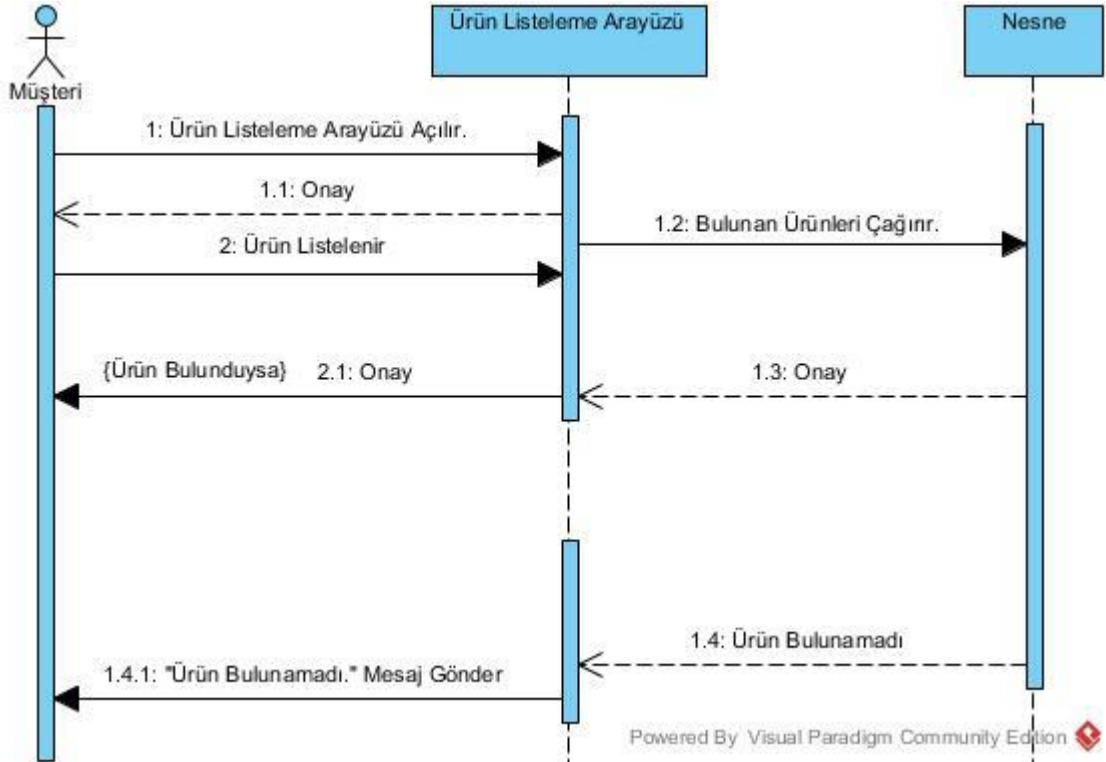 Ürün Listeleme Arayüzü
Nesne
Müşteri
1: Ürün Listeleme Arayüzü Açılır.
1.1: Onay
1.2: Bulunan Ürünleri Çağırır.
2: Ürün Listelenir
{Ürün Bulunduysa} 2.1: Onay
1.3: Onay
1.4: Ürün Bulunamadı
1.4.1: "Ürün Bulunamadı." Mesaj Gönder
Powered By Visual Paradigm Community Edition